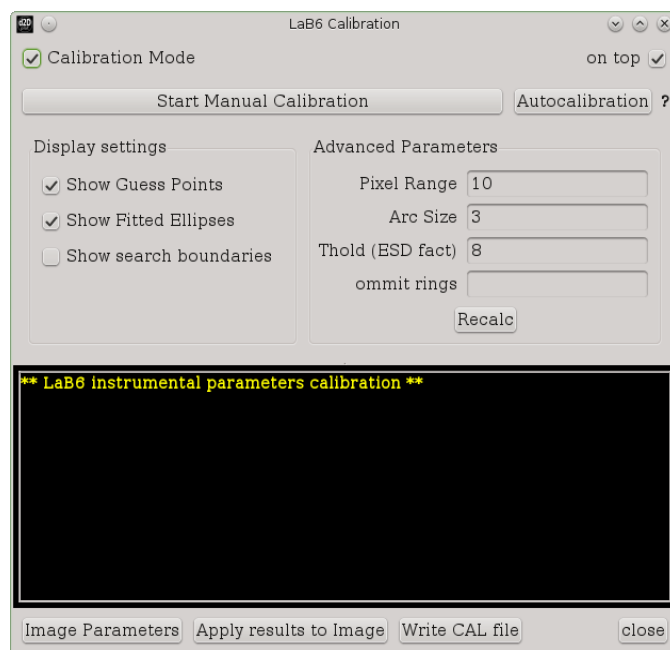 d2D
LaB6 Calibration
Calibration Mode
on top
Start Manual Calibration
Autocalibration ?
Display settings
Show Guess Points
Show Fitted Ellipses
Show search boundaries
Advanced Parameters
Pixel Range 10
Arc Size 3
Thold (ESD fact) 8
ommit rings
Recalc
** LaB6 instrumental parameters calibration **
Image Parameters Apply results to Image Write CAL file close